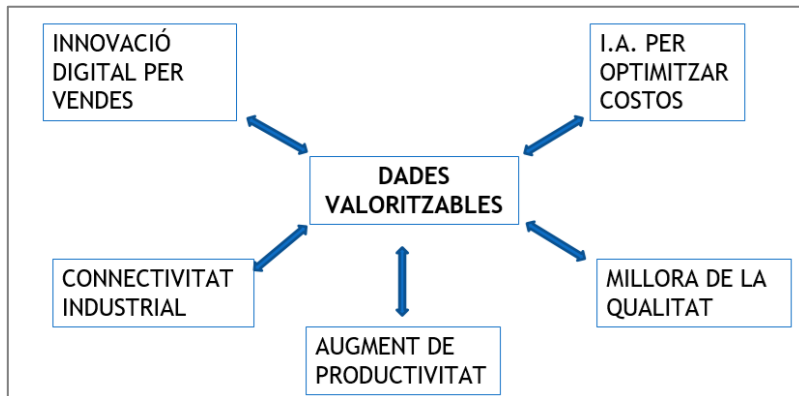 INNOVACIÓ
DIGITAL PER
VENDES
I.A. PER
OPTIMITZAR
COSTOS
DADES
VALORITZABLES
CONNECTIVITAT
INDUSTRIAL
MILLORA DE LA
QUALITAT
AUGMENT DE
PRODUCTIVITAT